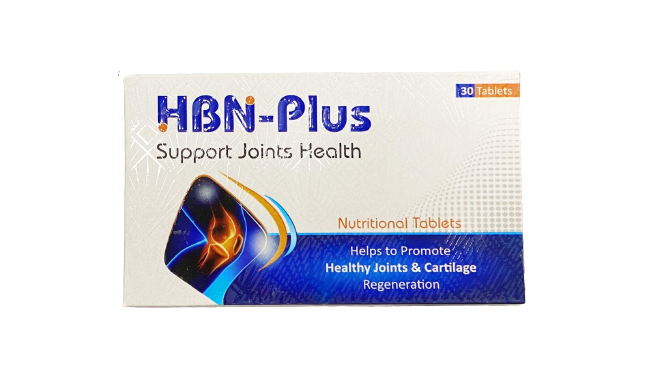 30 Tablets
HBN-Plus
Support Joints Health
Nutritional Tablets
Helps to Promote
Healthy Joints & Cartilage
Regeneration